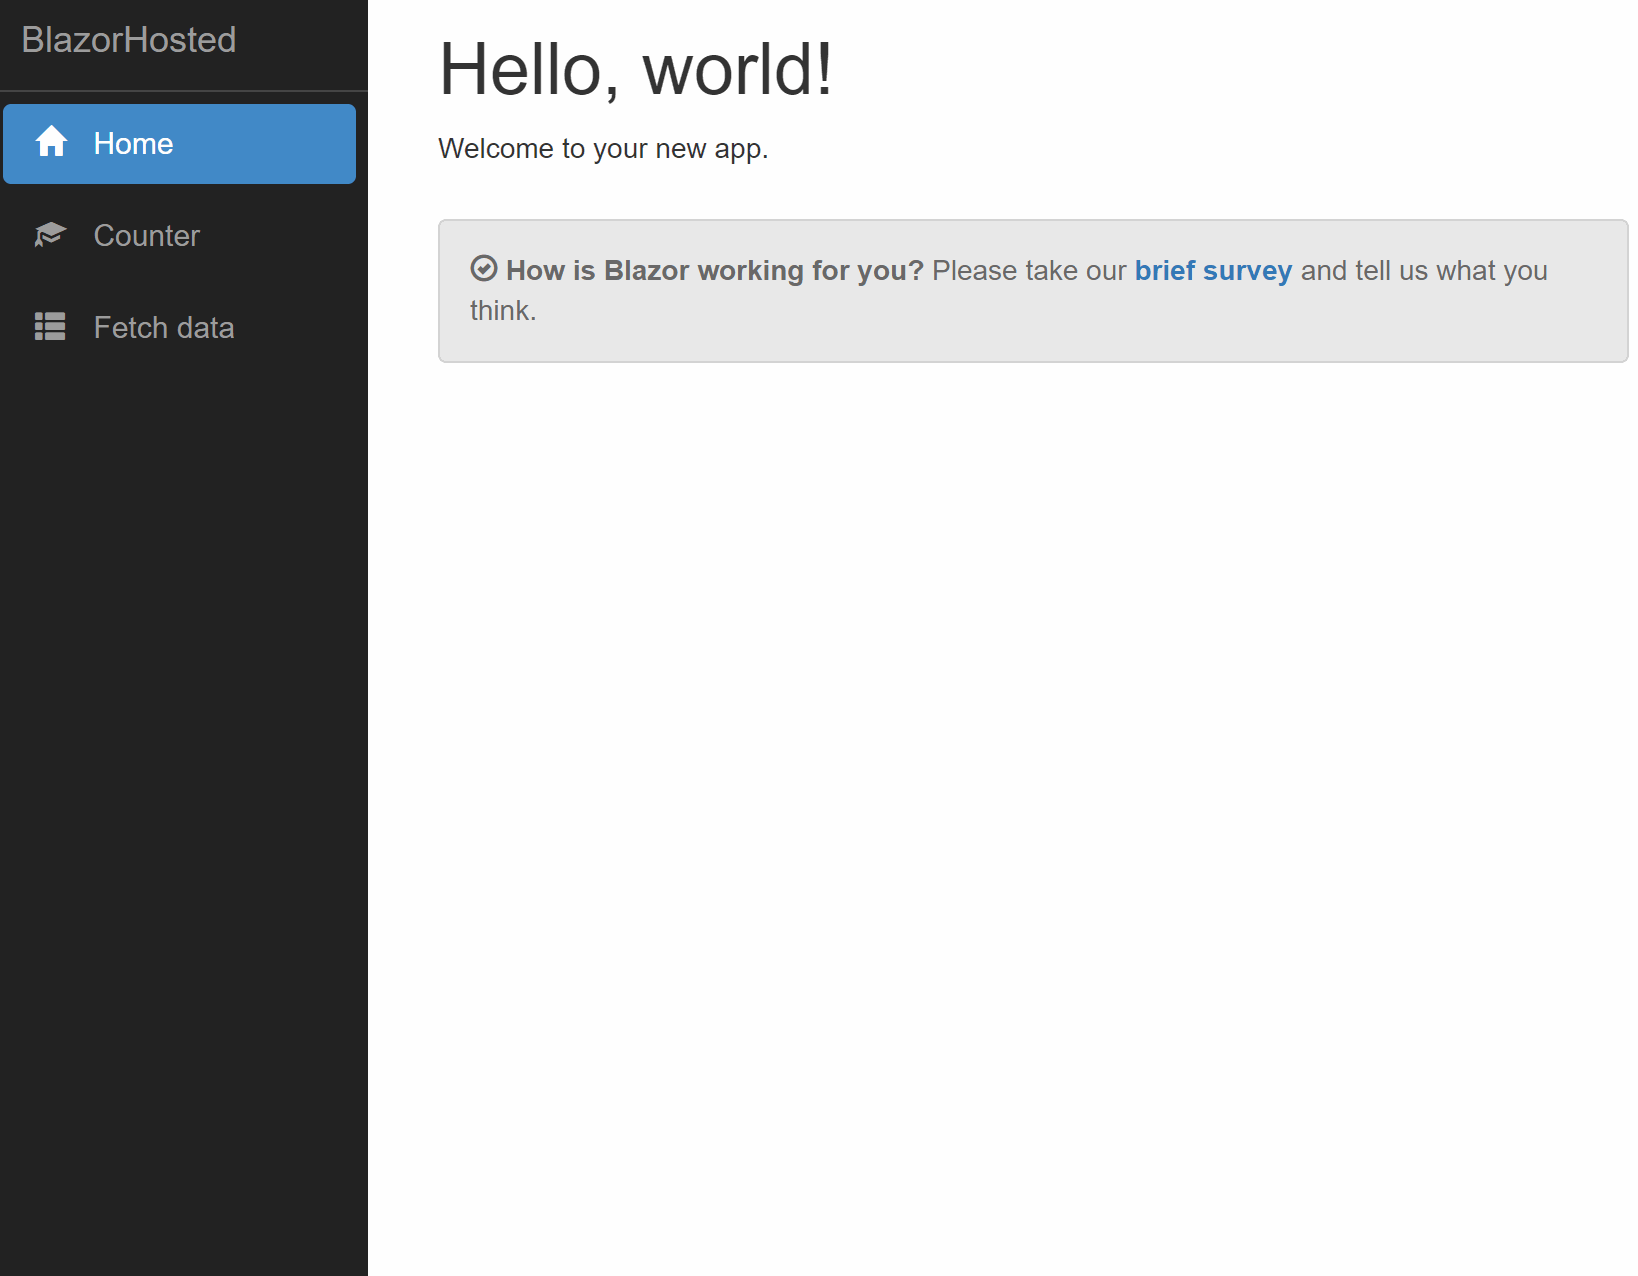 BlazorHosted
Home
Counter
Fetch data
Hello, world!
Welcome to your new app.
How is Blazor working for you? Please take our brief survey and tell us what you
think.